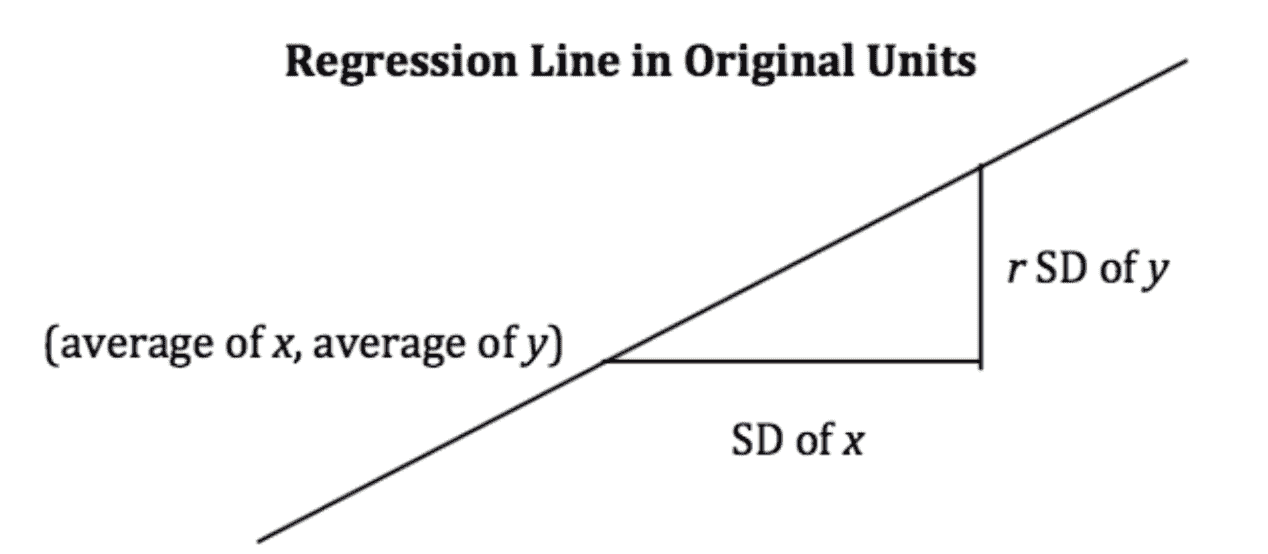 Regression Line in Original Units
r SD of y
(average of x, average of y)
SD of x